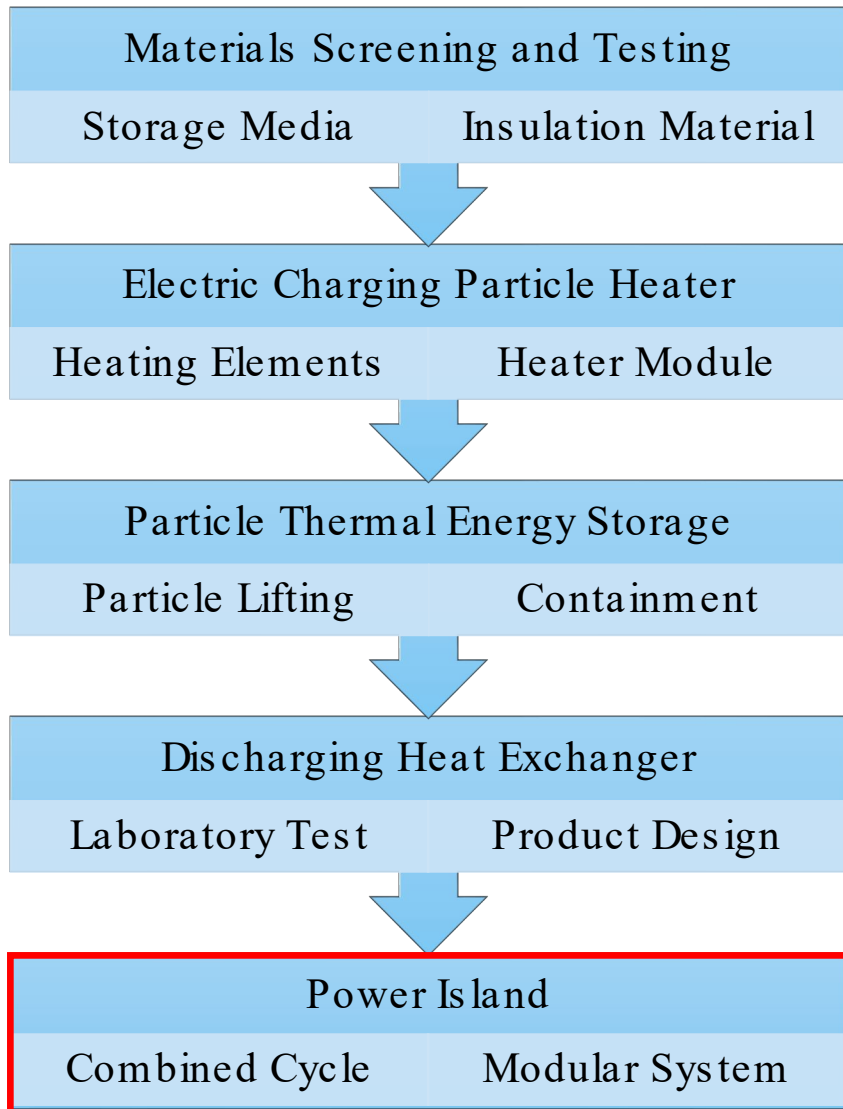 Materials Screening and Testing
Storage Media
Insulation Material
Electric Charging Particle Heater
Heating Elements
Heater Module
Particle Thermal Energy Storage
Particle Lifting
Containment
Discharging Heat Exchanger
Laboratory Test
Product Design
Power Island
Combined Cycle
Modular System